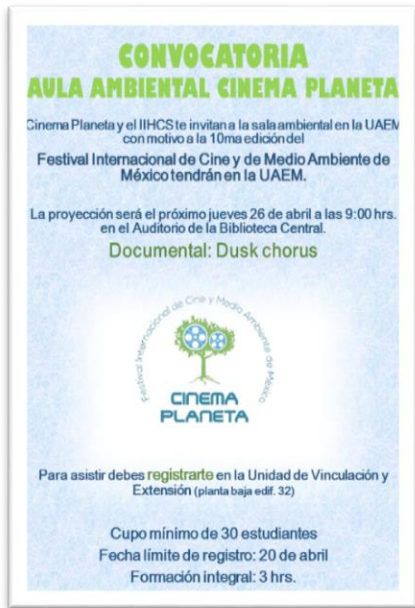 CONVOCATORIA
AULA AMBIENTAL CINEMA PLANETA
Cinema Planeta y el IIHCS te invitan a la sala ambiental en la UAEM
con motivo a la 10ma edición del
Festival Internacional de Cine y de Medio Ambiente de
México tendrán en la UAEM.
La proyección será el próximo jueves 26 de abril a las 9:00 hrs.
en el Auditorio de la Biblioteca Central.
Documental: Dusk chorus
Festival Internacional de Cine y Medio Ambiente de México
CINEMA
PLANETA
Para asistir debes registrarte en la Unidad de Vinculación y
Extensión (planta baja edif. 32)
Cupo mínimo de 30 estudiantes
Fecha límite de registro: 20 de abril
Formación integral: 3 hrs.